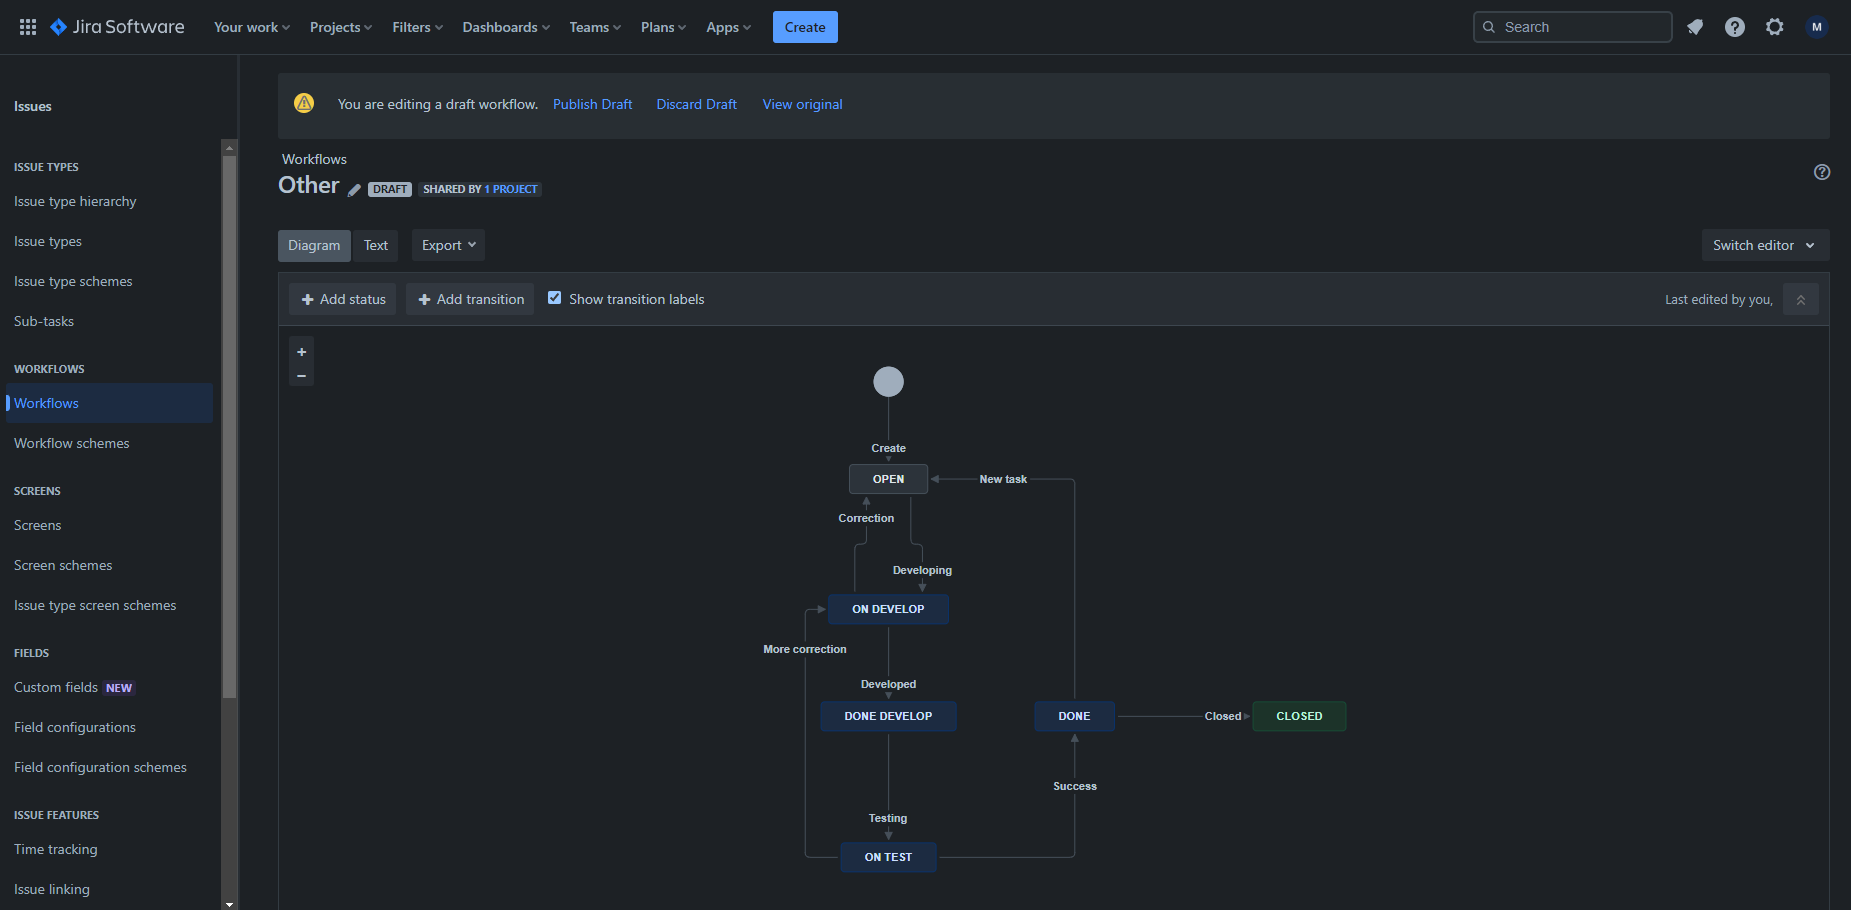 Jira Software Your work Projects Filters Dashboards Teams Plans Apps Create Search M
Issues
ISSUE TYPES
Issue type hierarchy
Issue types
Issue type schemes
Sub-tasks
WORKFLOWS
Workflows
Workflow schemes
SCREENS
Screens
Screen schemes
Issue type screen schemes
FIELDS
Custom fields NEW
Field configurations
Field configuration schemes
ISSUE FEATURES
Time tracking
Issue linking
You are editing a draft workflow. Publish Draft Discard Draft View original
Workflows
Other DRAFT SHARED BY 1 PROJECT
Diagram Text Export Switch editor
Add status Add transition Show transition labels Last edited by you,
Create
OPEN New task
Correction
Developing
ON DEVELOP
More correction
Developed
DONE DEVELOP DONE Closed CLOSED
Success
Testing
ON TEST